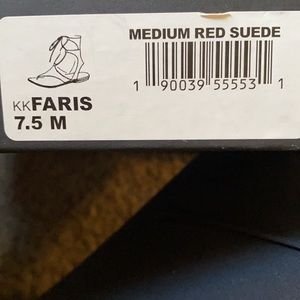 MEDIUM RED SUEDE
1 90039 55553 1
KKFARIS
7.5 M